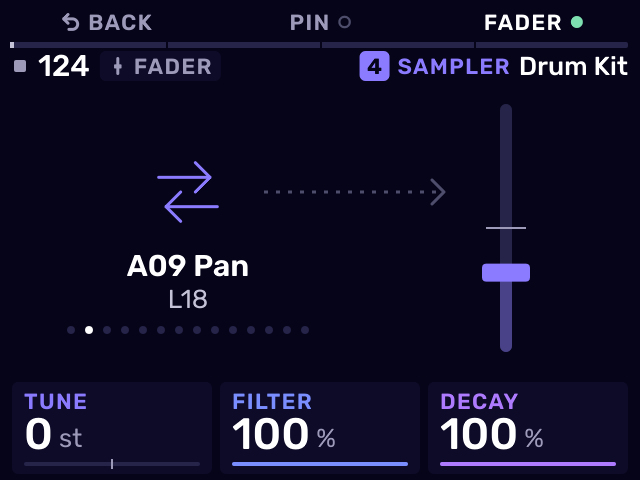 BACK
PIN
FADER
124
FADER
4 SAMPLER Drum Kit
A09 Pan
L18
TUNE
0 st
FILTER
100 %
DECAY
100 %